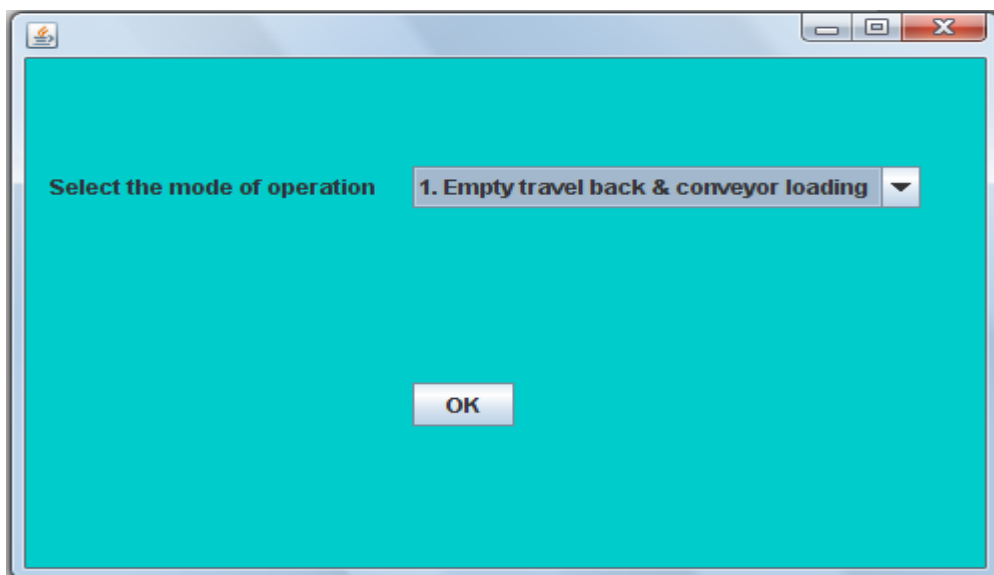 Select the mode of operation
1. Empty travel back & conveyor loading
OK